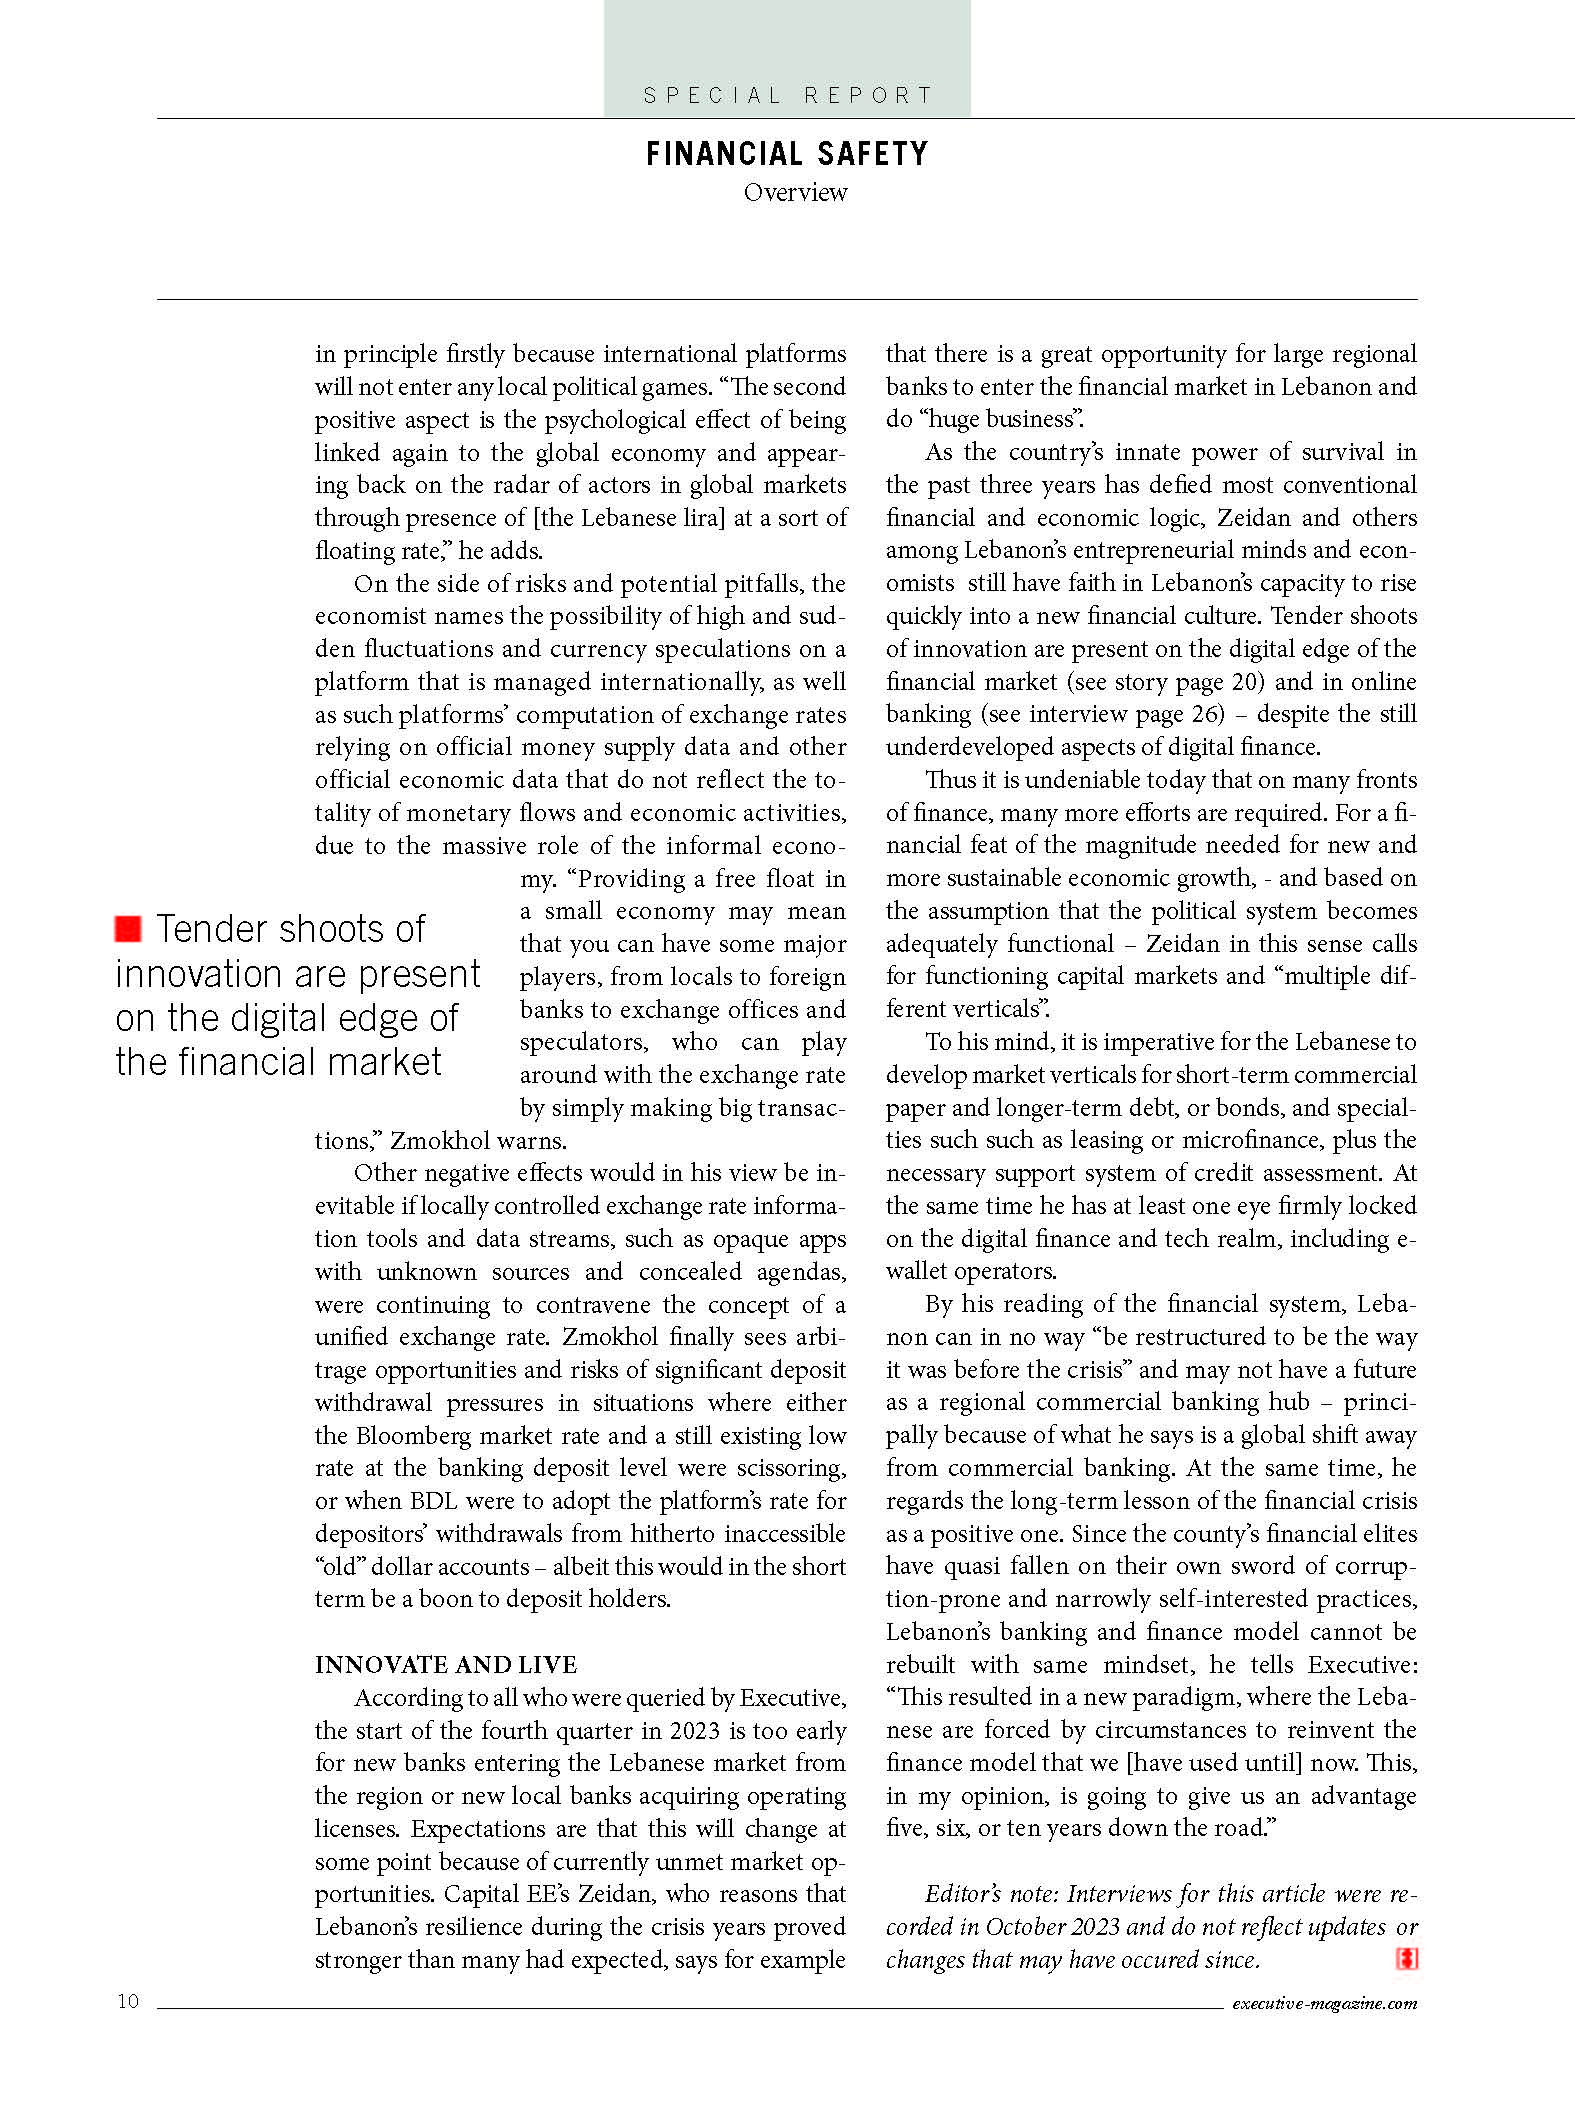 SPECIAL REPORT
FINANCIAL SAFETY
Overview
in principle firstly because international platforms
will not enter any local political games. “The second
positive aspect is the psychological effect of being
linked again to the global economy and appear-
ing back on the radar of actors in global markets
through presence of [the Lebanese lira] at a sort of
floating rate,” he adds.
On the side of risks and potential pitfalls, the
economist names the possibility of high and sud-
den fluctuations and currency speculations on a
platform that is managed internationally, as well
as such platforms’ computation of exchange rates
relying on official money supply data and other
official economic data that do not reflect the to-
tality of monetary flows and economic activities,
due to the massive role of the informal econo-
my. “Providing a free float in
a small economy may mean
that you can have some major
players, from locals to foreign
banks to exchange offices and
speculators, who can play
around with the exchange rate
by simply making big transac-
tions,” Zmokhol warns.
Other negative effects would in his view be in-
evitable if locally controlled exchange rate informa-
tion tools and data streams, such as opaque apps
with unknown sources and concealed agendas,
were continuing to contravene the concept of a
unified exchange rate. Zmokhol finally sees arbi-
trage opportunities and risks of significant deposit
withdrawal pressures in situations where either
the Bloomberg market rate and a still existing low
rate at the banking deposit level were scissoring,
or when BDL were to adopt the platform’s rate for
depositors’ withdrawals from hitherto inaccessible
“old” dollar accounts – albeit this would in the short
term be a boon to deposit holders.
INNOVATE AND LIVE
According to all who were queried by Executive,
the start of the fourth quarter in 2023 is too early
for new banks entering the Lebanese market from
the region or new local banks acquiring operating
licenses. Expectations are that this will change at
some point because of currently unmet market op-
portunities. Capital EE’s Zeidan, who reasons that
Lebanon’s resilience during the crisis years proved
stronger than many had expected, says for example
Tender shoots of
innovation are present
on the digital edge of
the financial market
that there is a great opportunity for large regional
banks to enter the financial market in Lebanon and
do “huge business”.
As the country’s innate power of survival in
the past three years has defied most conventional
financial and economic logic, Zeidan and others
among Lebanon’s entrepreneurial minds and econ-
omists still have faith in Lebanon’s capacity to rise
quickly into a new financial culture. Tender shoots
of innovation are present on the digital edge of the
financial market (see story page 20) and in online
banking (see interview page 26) – despite the still
underdeveloped aspects of digital finance.
Thus it is undeniable today that on many fronts
of finance, many more efforts are required. For a fi-
nancial feat of the magnitude needed for new and
more sustainable economic growth, - and based on
the assumption that the political system becomes
adequately functional – Zeidan in this sense calls
for functioning capital markets and “multiple dif-
ferent verticals”.
To his mind, it is imperative for the Lebanese to
develop market verticals for short-term commercial
paper and longer-term debt, or bonds, and special-
ties such such as leasing or microfinance, plus the
necessary support system of credit assessment. At
the same time he has at least one eye firmly locked
on the digital finance and tech realm, including e-
wallet operators.
By his reading of the financial system, Leba-
non can in no way “be restructured to be the way
it was before the crisis” and may not have a future
as a regional commercial banking hub – princi-
pally because of what he says is a global shift away
from commercial banking. At the same time, he
regards the long-term lesson of the financial crisis
as a positive one. Since the county’s financial elites
have quasi fallen on their own sword of corrup-
tion-prone and narrowly self-interested practices,
Lebanon’s banking and finance model cannot be
rebuilt with same mindset, he tells Executive:
“This resulted in a new paradigm, where the Leba-
nese are forced by circumstances to reinvent the
finance model that we [have used until] now. This,
in my opinion, is going to give us an advantage
five, six, or ten years down the road.”
Editor’s note: Interviews for this article were re-
corded in October 2023 and do not reflect updates or
changes that may have occured since.
10
executive-magazine.com